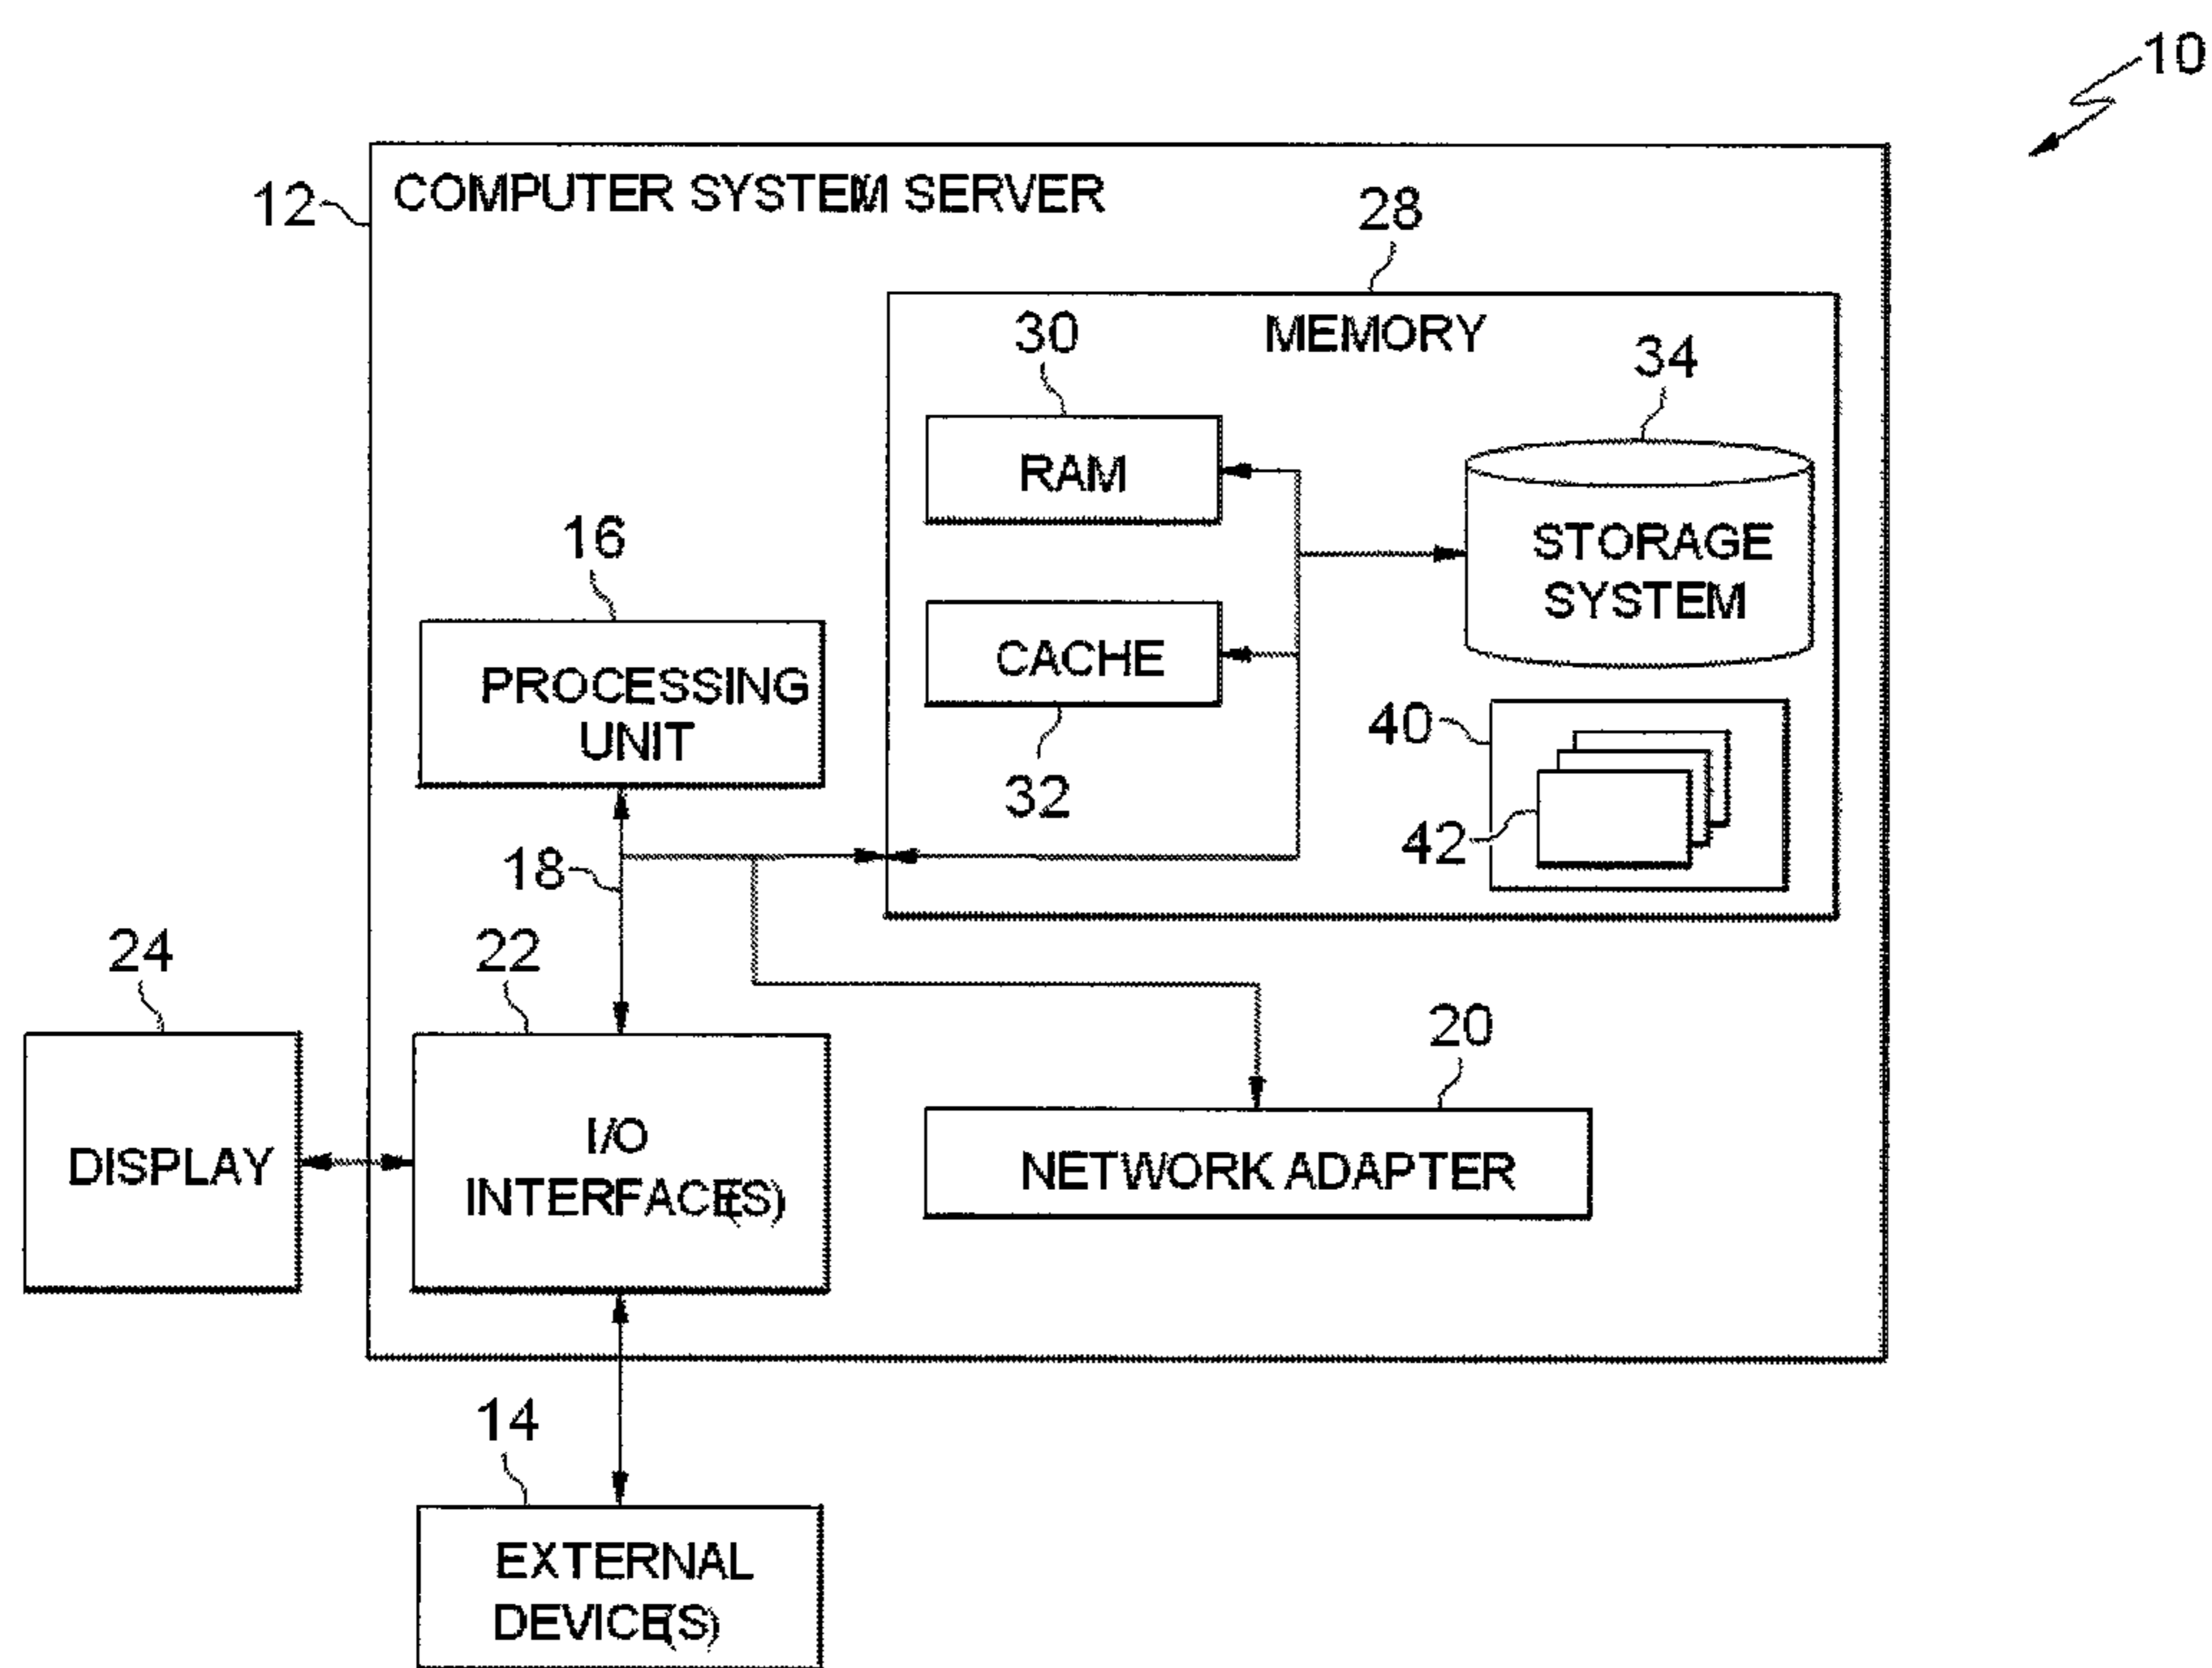 10
12
COMPUTER SYSTEM SERVER
28
MEMORY
30
34
RAM
STORAGE
SYSTEM
16
PROCESSING
UNIT
CACHE
32
40
42
18
24
22
20
DISPLAY
I/O
INTERFACE(S)
NETWORK ADAPTER
14
EXTERNAL
DEVICE(S)